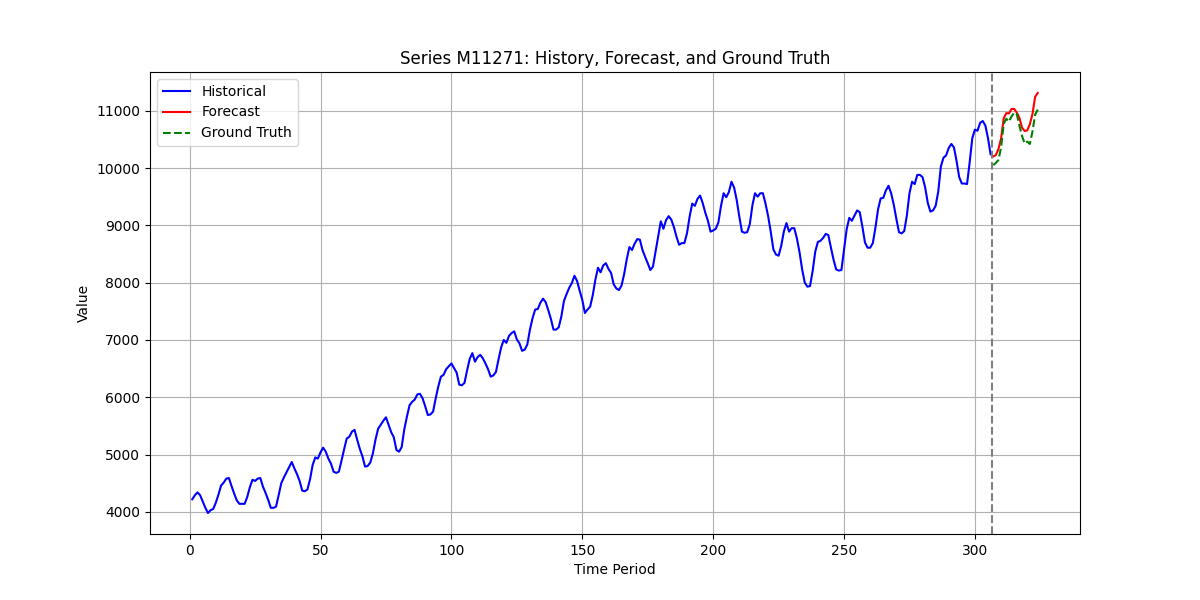 Series M11271: History, Forecast, and Ground Truth
Historical
Forecast
Ground Truth
11000
10000
9000
8000
7000
6000
5000
4000
Value
0 50 100 150 200 250 300
Time Period